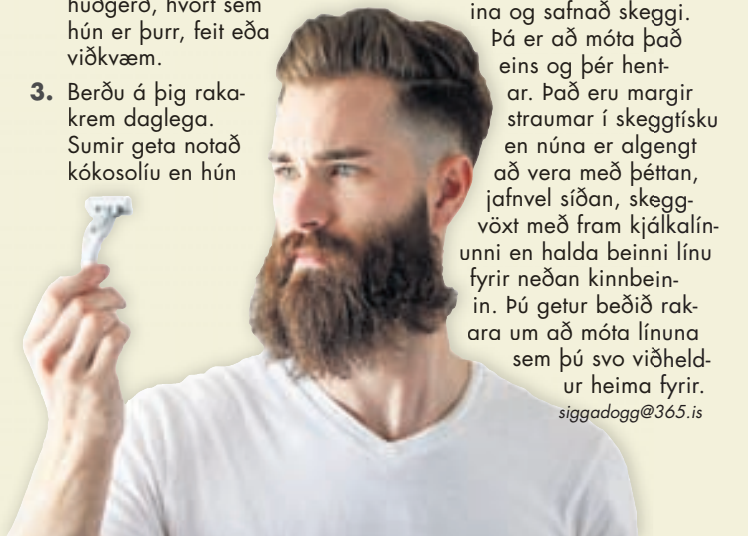 húðgerð, hvort sem
hún er þurr, feit eða
viðkvæm.
3. Berðu á þig raka-
krem daglega.
Sumir geta notað
kókosolíu en hún
ina og safnað skeggi.
Þá er að móta það
eins og þér hent-
ar. Það eru margir
straumar í skeggtísku
en núna er algengt
að vera með þéttan,
jafnvel síðan, skegg-
vöxt með fram kjálkalín-
unni en halda beinni línu
fyrir neðan kinnbein-
in. Þú getur beðið rak-
ara um að móta línuna
sem þú svo viðheld-
ur heima fyrir.
siggadogg@365.is